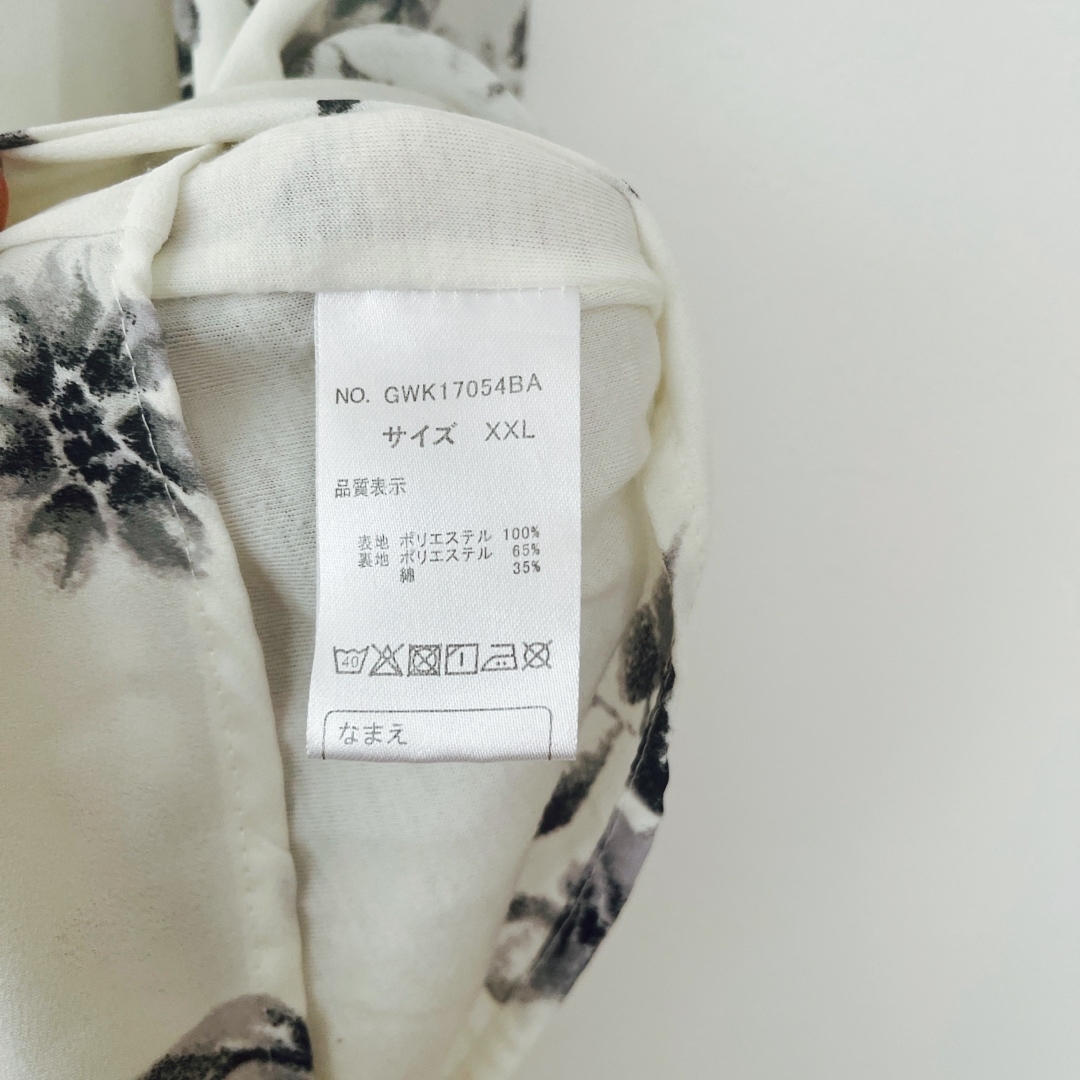 NO. GWK17054BA
サイズ XXL
品質表示
表地 ポリエステル 100%
裏地 ポリエステル 65%
綿 35%
40
なまえ